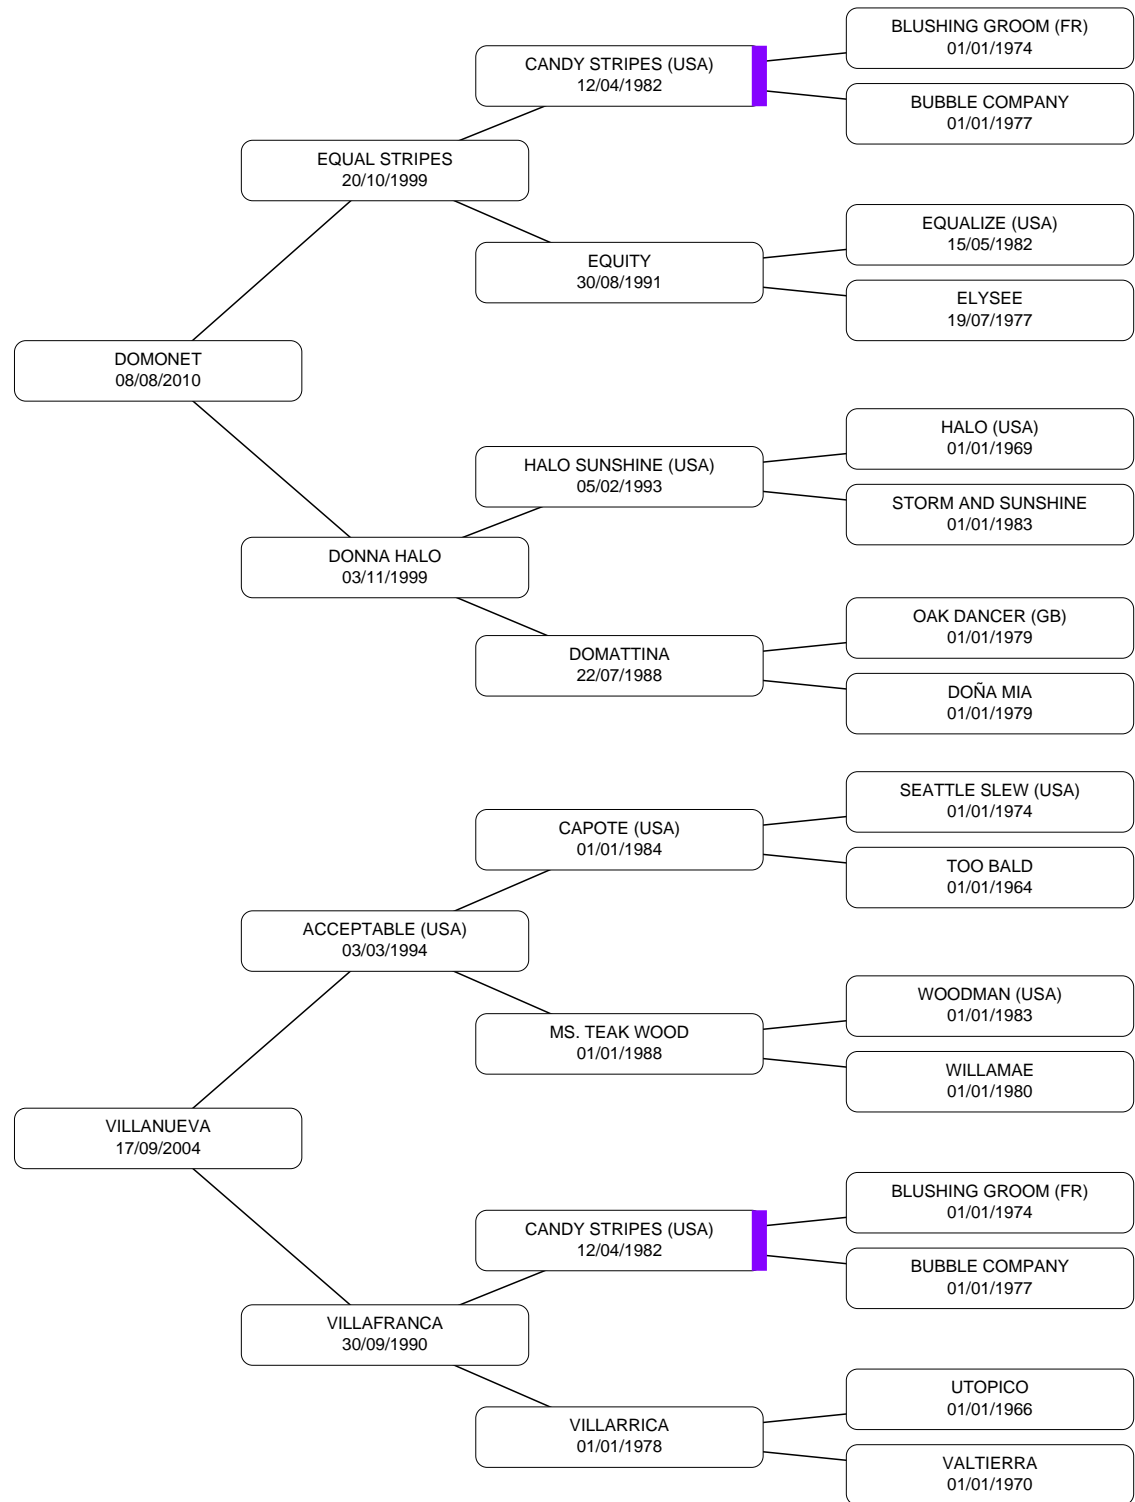 BLUSHING GROOM (FR)
01/01/1974
CANDY STRIPES (USA)
12/04/1982
BUBBLE COMPANY
01/01/1977
EQUAL STRIPES
20/10/1999
EQUALIZE (USA)
15/05/1982
EQUITY
30/08/1991
ELYSEE
19/07/1977
DOMONET
08/08/2010
HALO (USA)
01/01/1969
HALO SUNSHINE (USA)
05/02/1993
STORM AND SUNSHINE
01/01/1983
DONNA HALO
03/11/1999
OAK DANCER (GB)
01/01/1979
DOMATTINA
22/07/1988
DOÑA MIA
01/01/1979
SEATTLE SLEW (USA)
01/01/1974
CAPOTE (USA)
01/01/1984
TOO BALD
01/01/1964
ACCEPTABLE (USA)
03/03/1994
WOODMAN (USA)
01/01/1983
MS. TEAK WOOD
01/01/1988
WILLAMAE
01/01/1980
VILLANUEVA
17/09/2004
BLUSHING GROOM (FR)
01/01/1974
CANDY STRIPES (USA)
12/04/1982
BUBBLE COMPANY
01/01/1977
VILLAFRANCA
30/09/1990
UTOPICO
01/01/1966
VILLARRICA
01/01/1978
VALTIERRA
01/01/1970